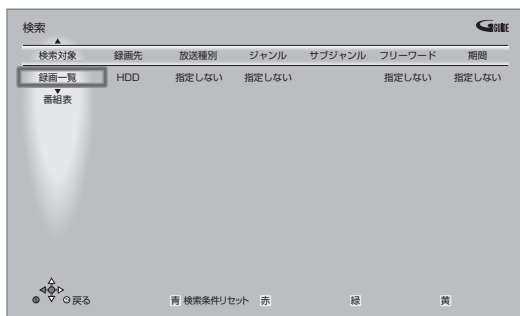 検索
GGUIDE
検索対象 録画先 放送種別 ジャンル サブジャンル フリーワード 期間
録画一覧 HDD 指定しない 指定しない 指定しない 指定しない
番組表
戻る 青 検索条件リセット 赤 緑 黄